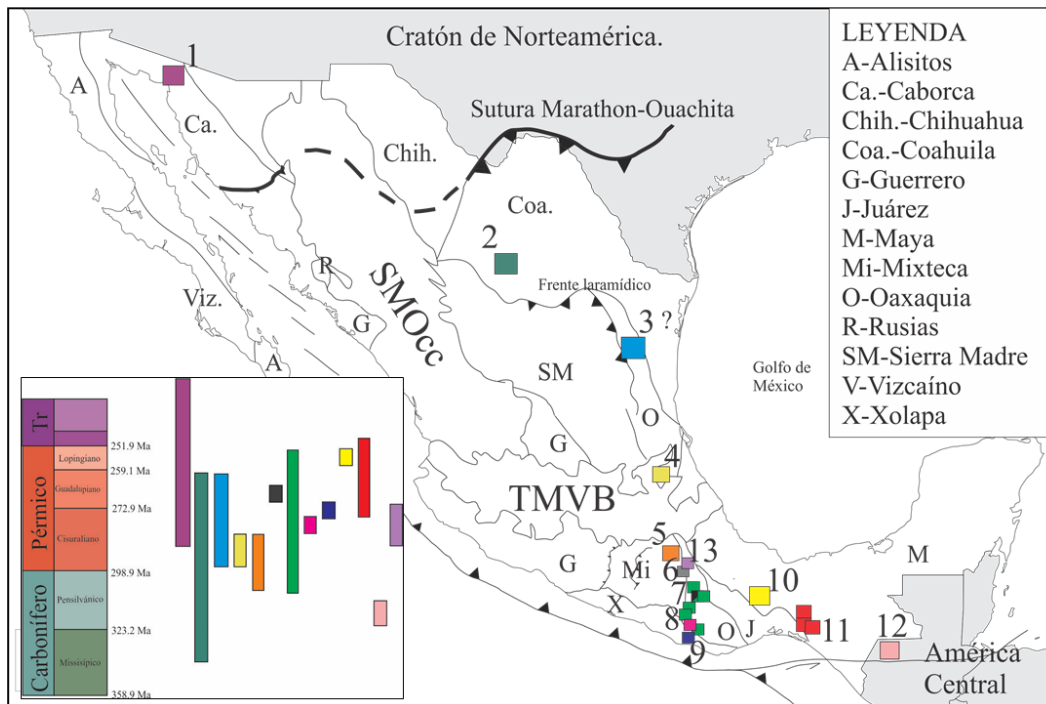 Cratón de Norteamérica.
Sutura Marathon-Ouachita
1
A
Ca.
Chih.
Coa.
2
Frente laramídico
3 ?
R
SMOcc
Viz.
G
A
SM
Golfo de
México
O
G
4
TMVB
5
13
G
Mi
6
7
10
M
X
8
O
J
11
9
12
América
Central
LEYENDA
A-Alisitos
Ca.-Caborca
Chih.-Chihuahua
Coa.-Coahuila
G-Guerrero
J-Juárez
M-Maya
Mi-Mixteca
O-Oaxaquia
R-Rusias
SM-Sierra Madre
V-Vizcaíno
X-Xolapa
Tr
251.9 Ma
Pérmico
Lopingiano
259.1 Ma
Guadalupiano
272.9 Ma
Cisuraliano
298.9 Ma
Carbonífero
Pensilvánico
323.2 Ma
Missisípico
358.9 Ma